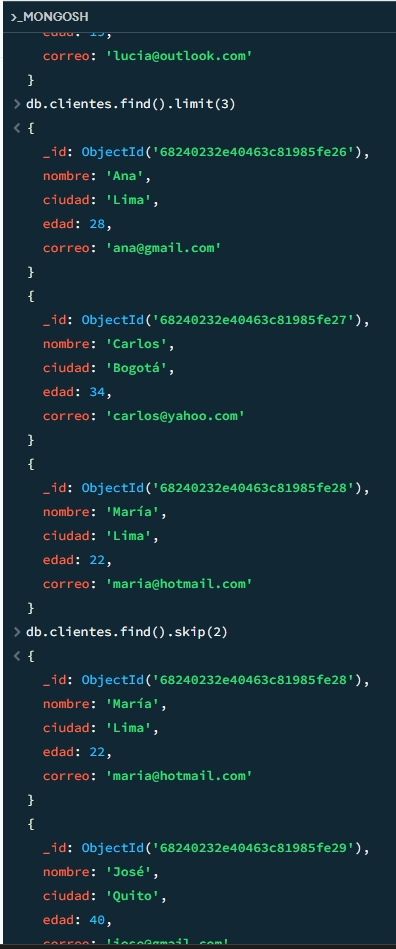 >_MONGOSH
correo: 'lucia@outlook.com'
}
> db.clientes.find().limit(3)
< {
_id: ObjectId('68240232e40463c81985fe26'),
nombre: 'Ana',
ciudad: 'Lima',
edad: 28,
correo: 'ana@gmail.com'
}
{
_id: ObjectId('68240232e40463c81985fe27'),
nombre: 'Carlos',
ciudad: 'Bogotá',
edad: 34,
correo: 'carlos@yahoo.com'
}
{
_id: ObjectId('68240232e40463c81985fe28'),
nombre: 'María',
ciudad: 'Lima',
edad: 22,
correo: 'maria@hotmail.com'
}
> db.clientes.find().skip(2)
< {
_id: ObjectId('68240232e40463c81985fe28'),
nombre: 'María',
ciudad: 'Lima',
edad: 22,
correo: 'maria@hotmail.com'
}
{
_id: ObjectId('68240232e40463c81985fe29'),
nombre: 'José',
ciudad: 'Quito',
edad: 40,
correo: 'jose@gmail.com'